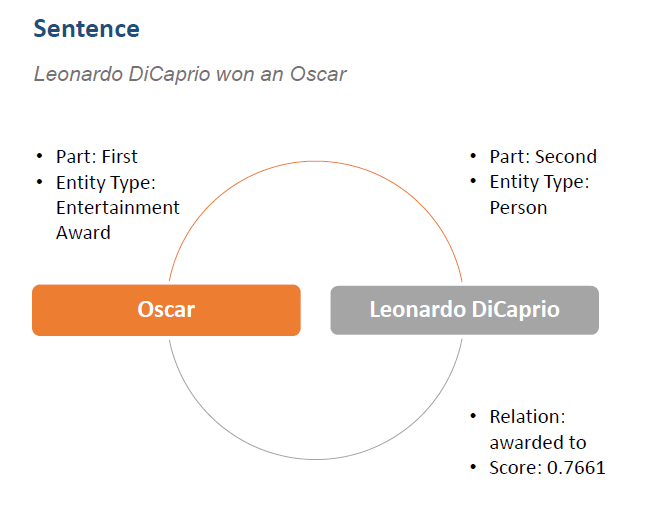 Sentence
Leonardo DiCaprio won an Oscar
• Part: First
• Entity Type:
Entertainment
Award
• Part: Second
• Entity Type:
Person
Oscar
Leonardo DiCaprio
• Relation:
awarded to
• Score: 0.7661